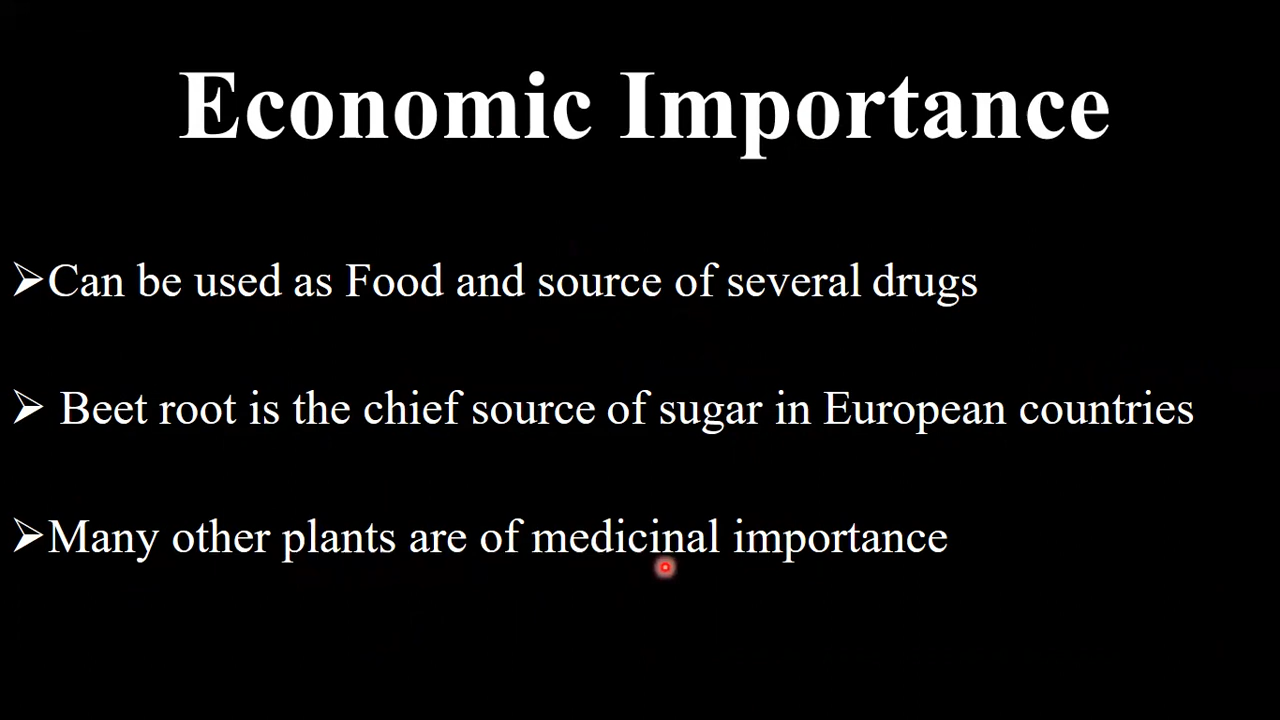 Economic Importance
➢Can be used as Food and source of several drugs
➢ Beet root is the chief source of sugar in European countries
➢Many other plants are of medicinal importance